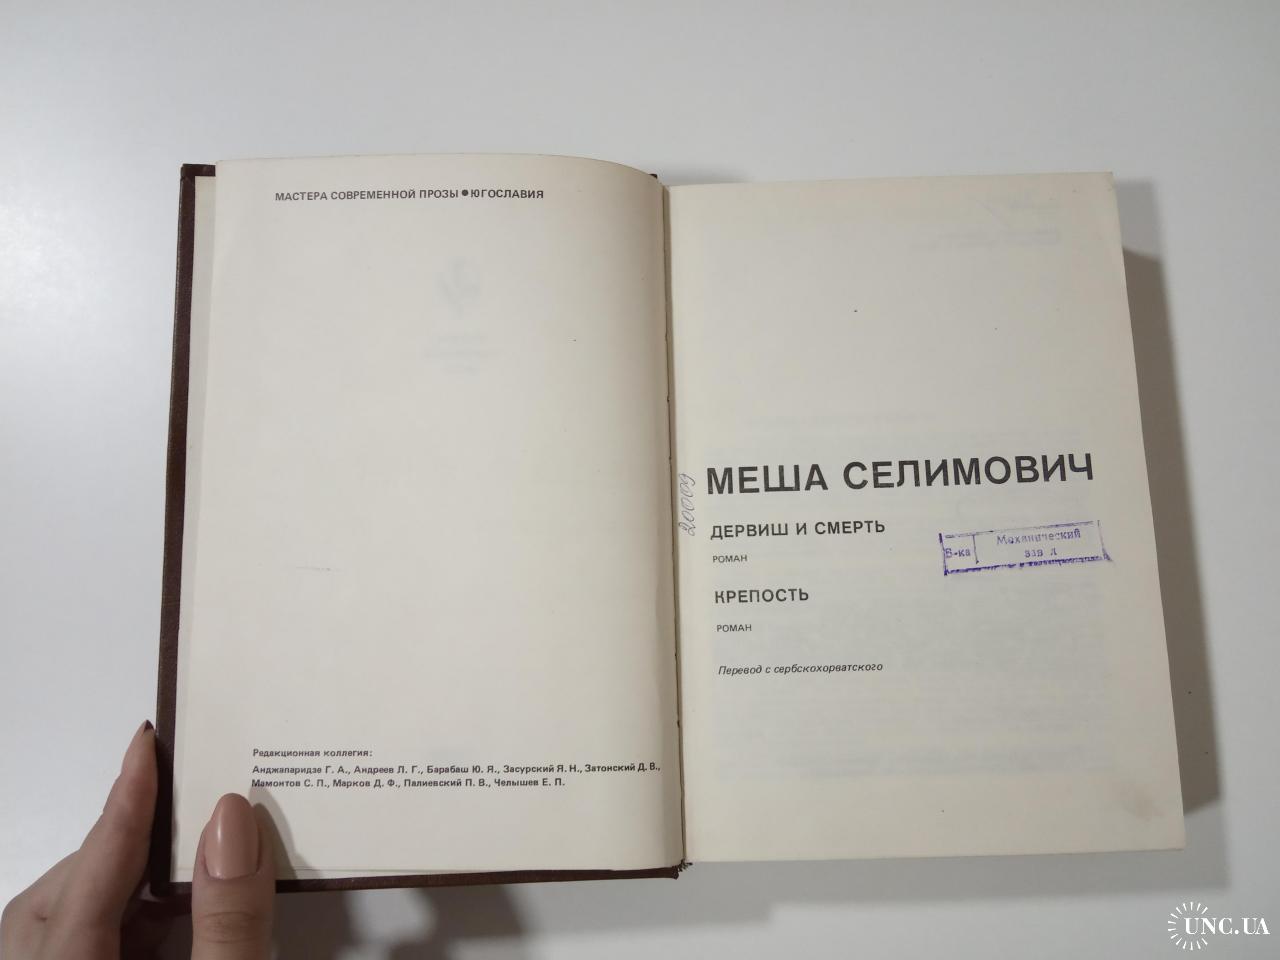 МАСТЕРА СОВРЕМЕННОЙ ПРОЗЫ ● ЮГОСЛАВИЯ
Редакционная коллегия:
Анджапаридзе Г. А., Андреев Л. Г., Барабаш Ю. Я., Засурский Я. Н., Затонский Д. В.,
Мамонтов С. П., Марков Д. Ф., Палиевский П. В., Челышев Е. П.
20009
МЕША СЕЛИМОВИЧ
ДЕРВИШ И СМЕРТЬ
РОМАН
Б-ка
Механический
КРЕПОСТЬ
РОМАН
Перевод с сербскохорватского
UNC.UA